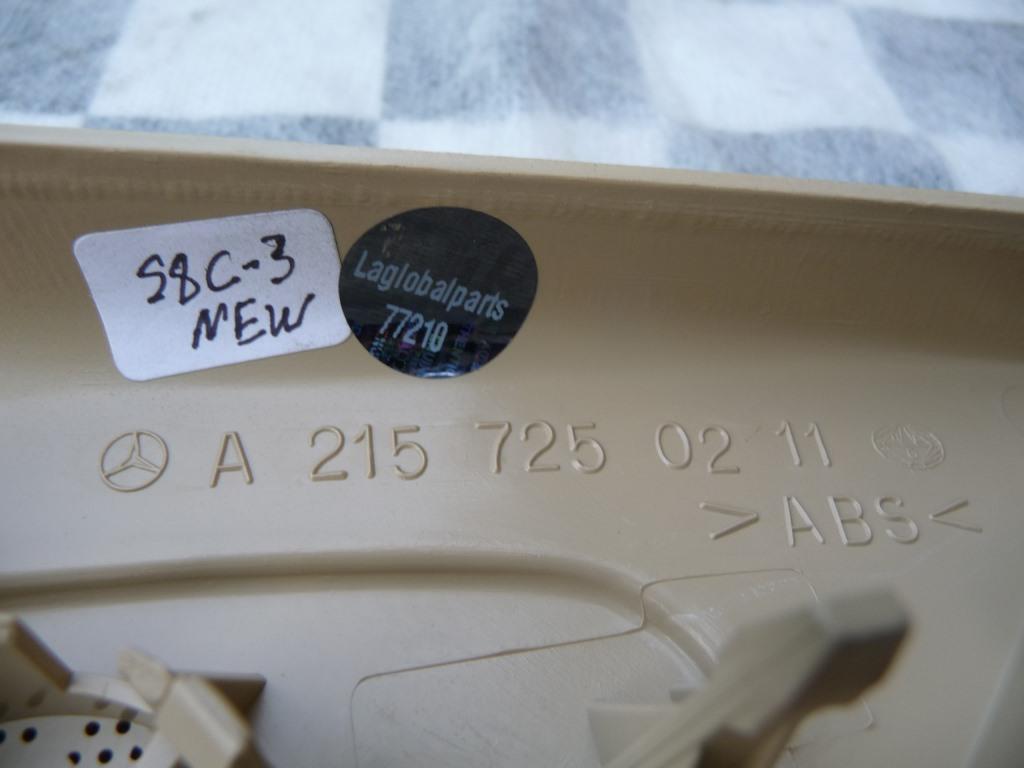 S8C-3
NEW
Laglobalparts
77210
A 215 725 02 11
>ABS<